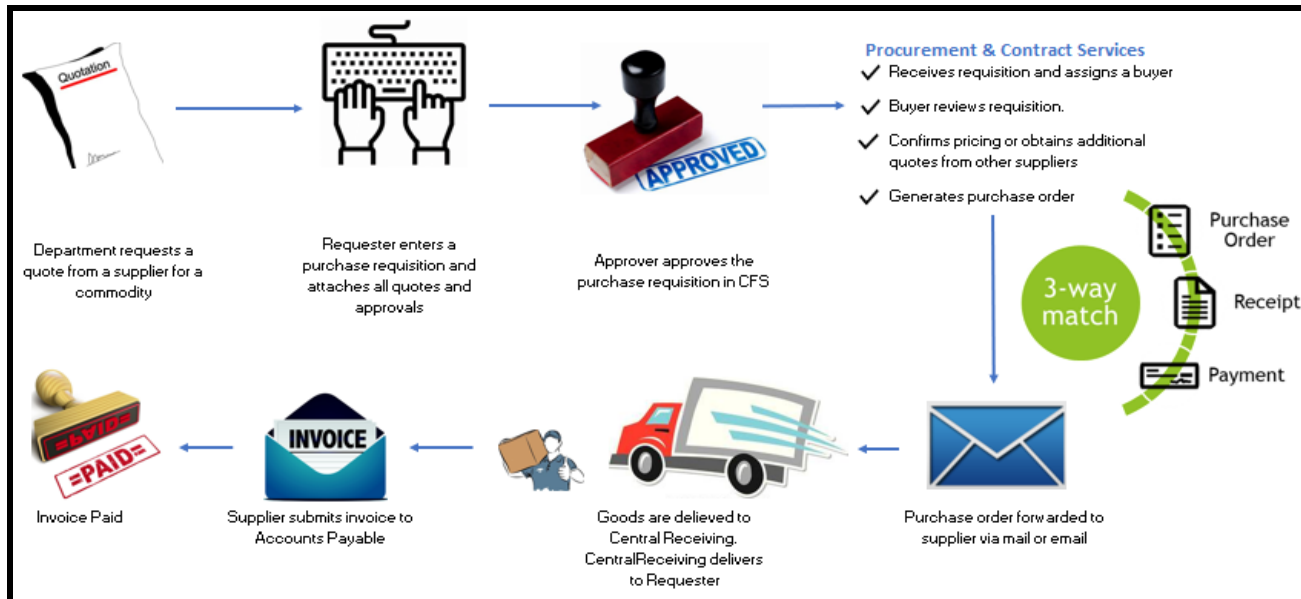 Quotation
Department requests a
quote from a supplier for a
commodity
Requester enters a
purchase requisition and
attaches all quotes and
approvals
APPROVED
Approver approves the
purchase requisition in CFS
Procurement & Contract Services
✓ Receives requisition and assigns a buyer
✓ Buyer reviews requisition.
✓ Confirms pricing or obtains additional
quotes from other suppliers
✓ Generates purchase order
3-way
match
Purchase
Order
Receipt
Payment
Purchase order forwarded to
supplier via mail or email
Goods are delieved to
Central Receiving.
CentralReceiving delivers
to Requester
INVOICE
Supplier submits invoice to
Accounts Payable
=PAID=
=PAID=
Invoice Paid